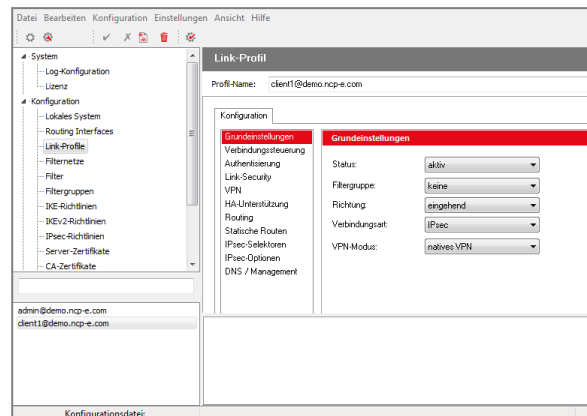 Datei Bearbeiten Konfiguration Einstellungen Ansicht Hilfe
System
Log-Konfiguration
Lizenz
Konfiguration
Lokales System
Routing Interfaces
Link-Profile
Filternetze
Filter
Filtergruppen
IKE-Richtlinien
IKEv2-Richtlinien
IPsec-Richtlinien
Server-Zertifikate
CA-Zertifikate
admin@demo.ncp-e.com
client1@demo.ncp-e.com
Konfigurationsdatei:
Link-Profil
Profil-Name: client1@demo.ncp-e.com
Konfiguration
Grundeinstellungen
Verbindungssteuerung
Authentisierung
Link-Security
VPN
HA-Unterstützung
Routing
Statische Routen
IPsec-Selektoren
IPsec-Optionen
DNS / Management
Grundeinstellungen
Status: aktiv
Filtergruppe: keine
Richtung: eingehend
Verbindungsart: IPsec
VPN-Modus: natives VPN